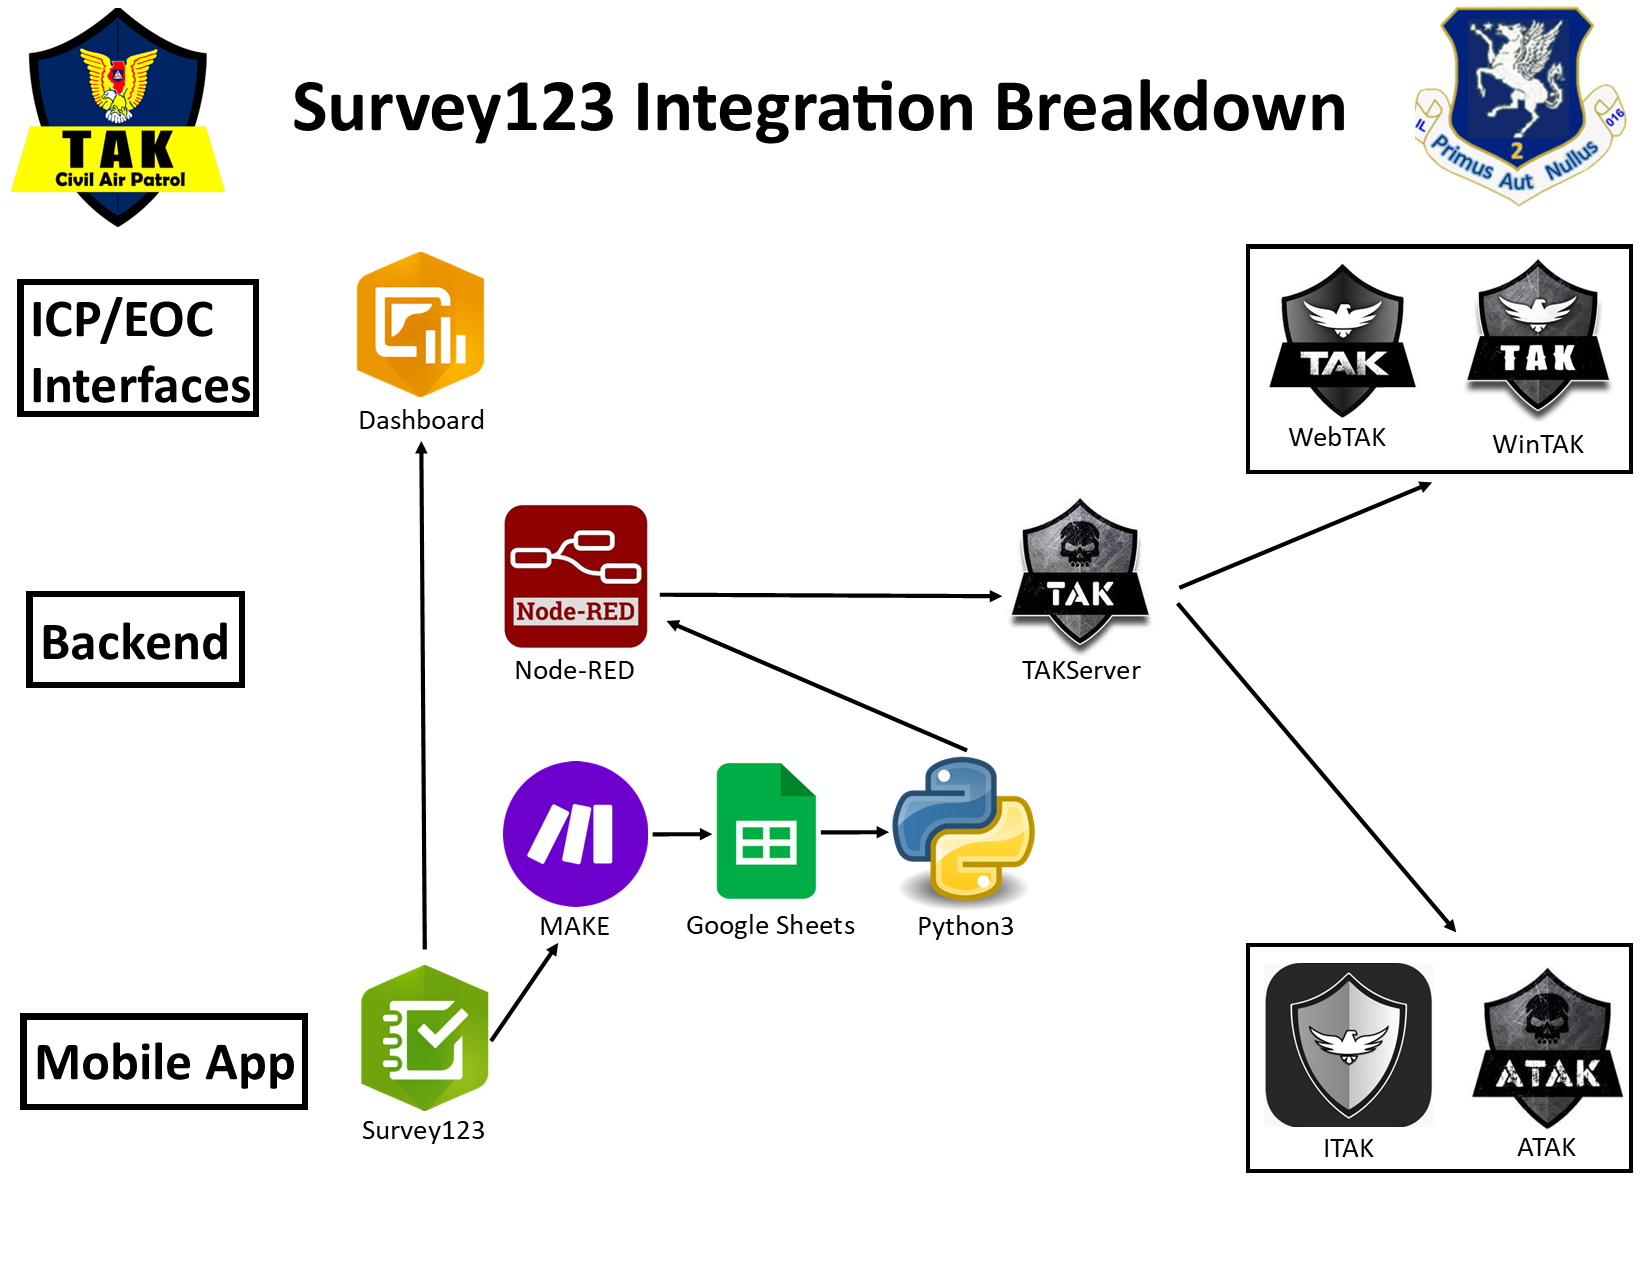 Survey123 Integration Breakdown
TAK
Civil Air Patrol
IL
016
2
Primus Aut Nullus
ICP/EOC
Interfaces
Dashboard
TAK
WebTAK
TAK
WinTAK
Backend
Node-RED
Node-RED
TAK
TAKServer
MAKE
Google Sheets
Python3
Mobile App
Survey123
ITAK
ATAK
ATAK